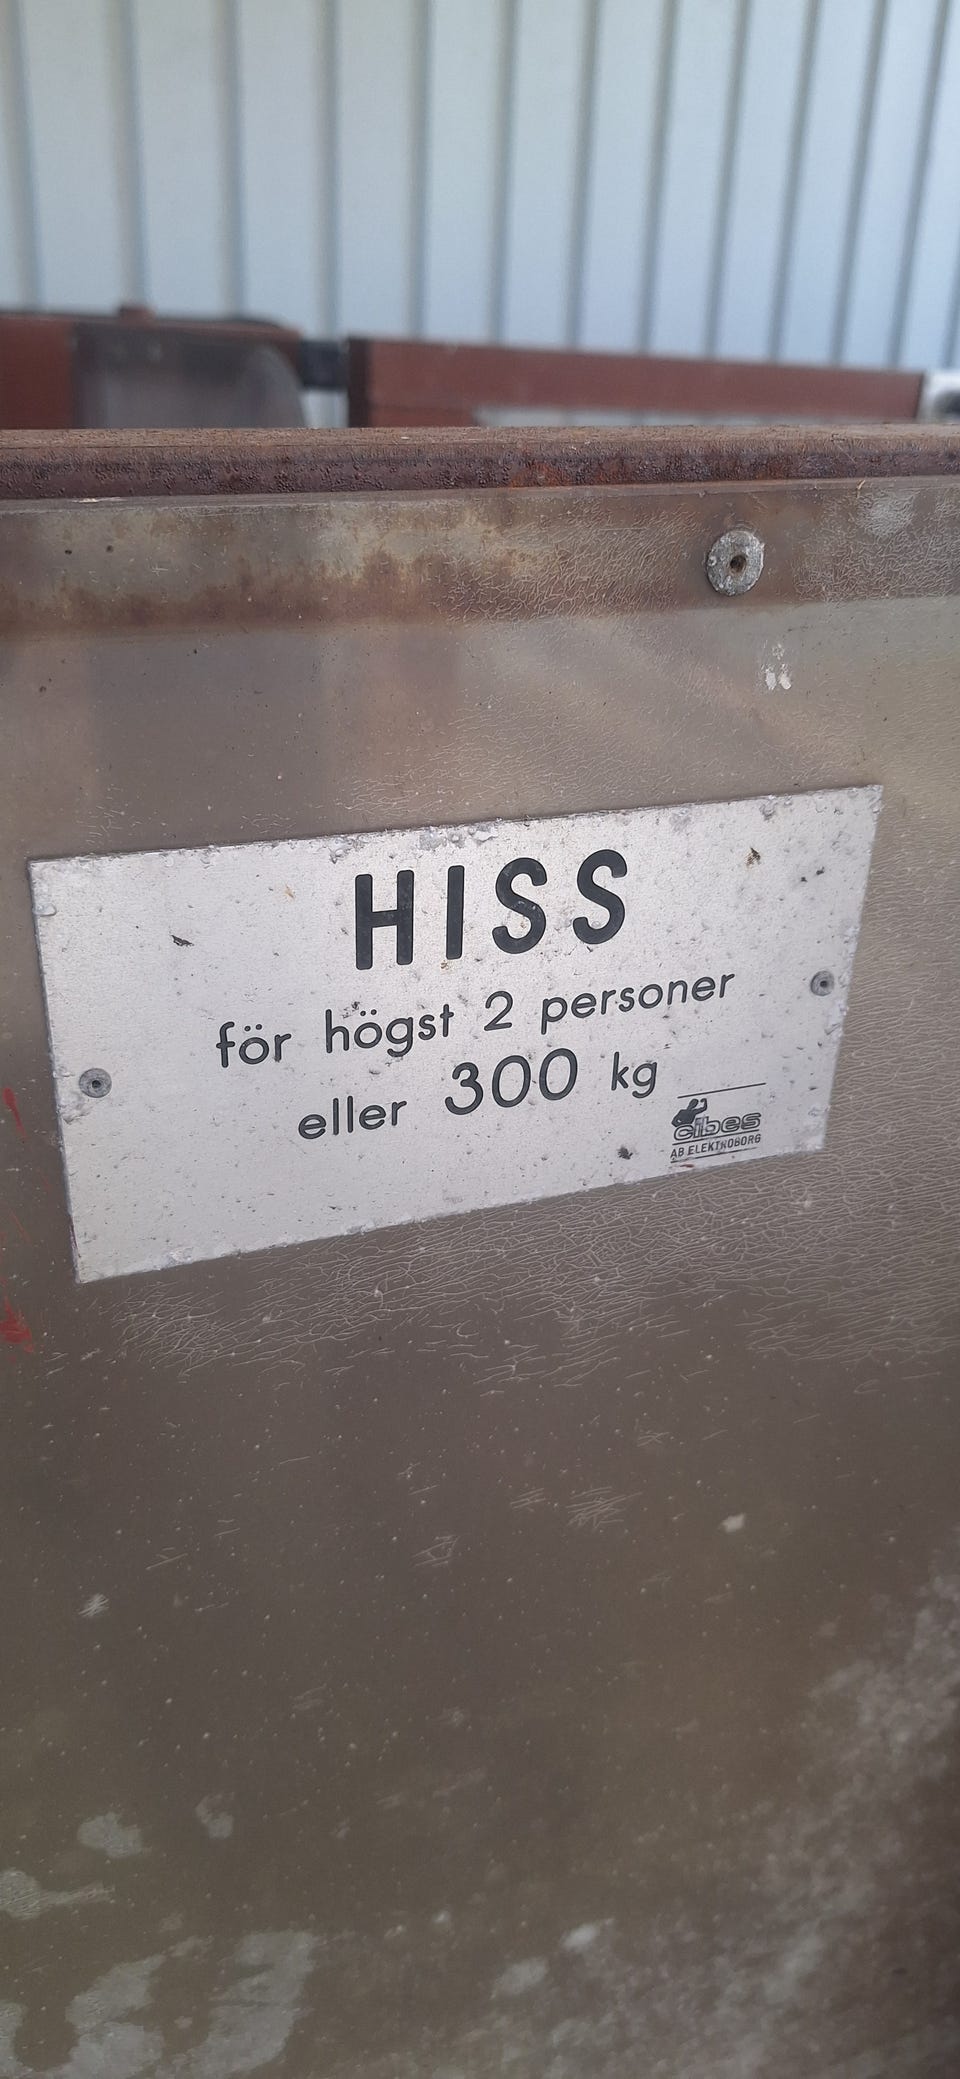 HISS
för högst 2 personer
eller 300 kg
cibes
AB ELEKTROBORG